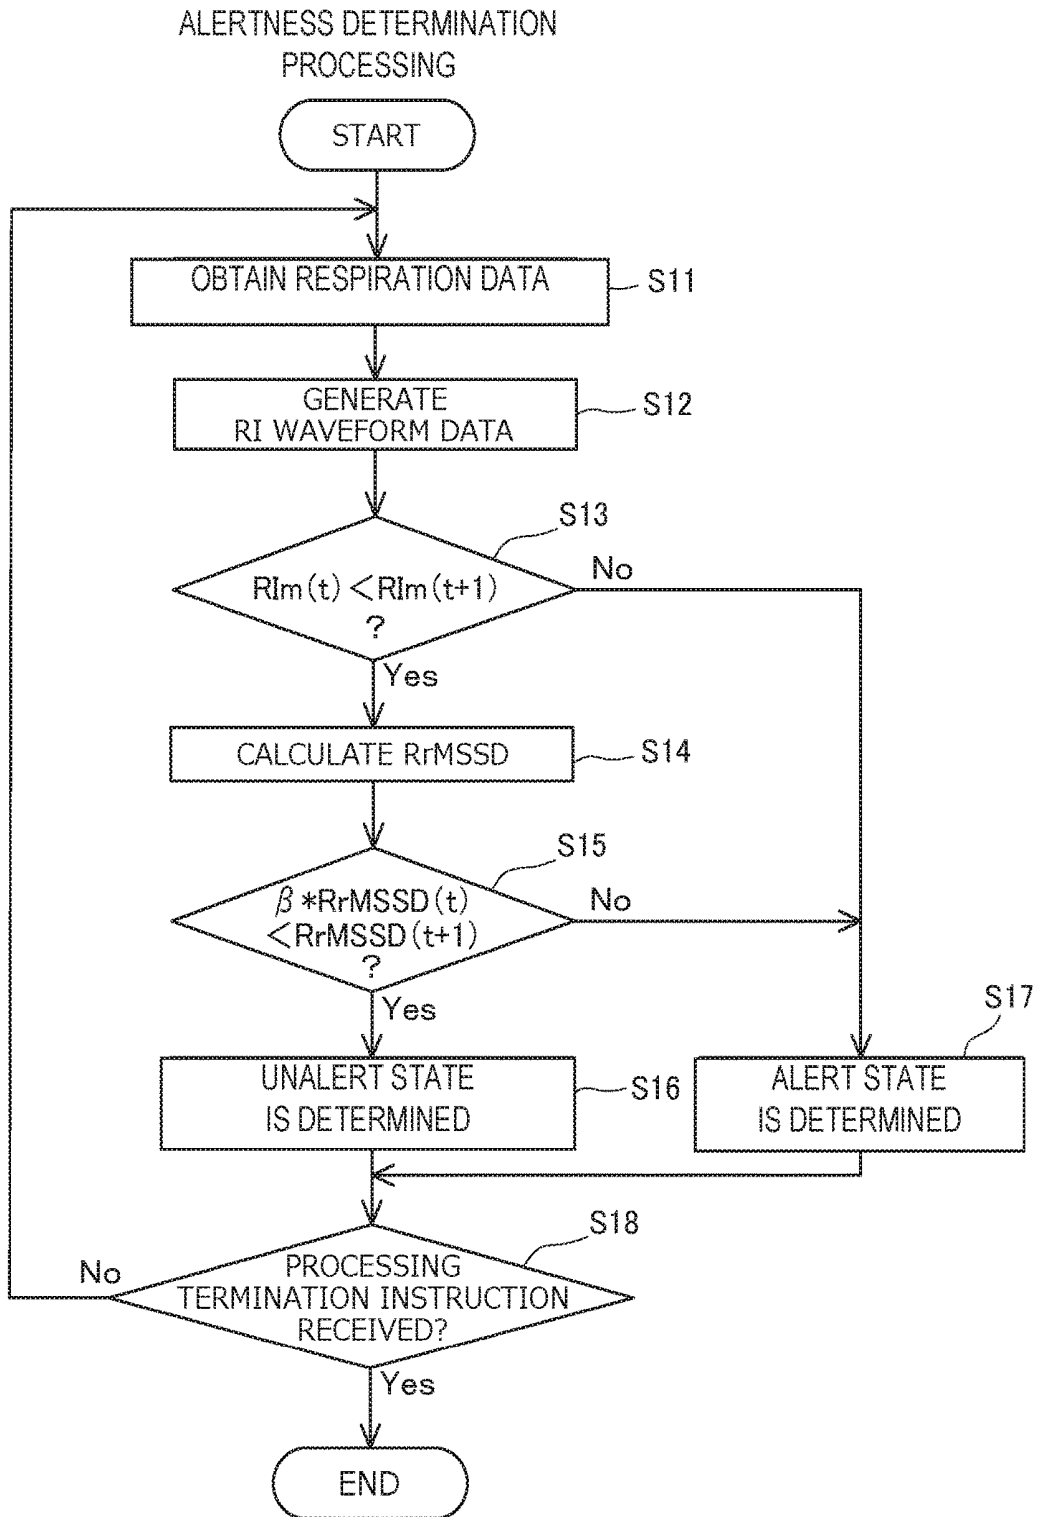 ALERTNESS DETERMINATION
PROCESSING
START
OBTAIN RESPIRATION DATA
S11
GENERATE
RI WAVEFORM DATA
S12
S13
RIm(t) <RIm(t+1)
?
No
Yes
CALCULATE RrMSSD
S14
S15
β*RrMSSD(t)
<RrMSSD(t+1)
?
No
Yes
UNALERT STATE
IS DETERMINED
S16
S17
ALERT STATE
IS DETERMINED
S18
PROCESSING
TERMINATION INSTRUCTION
RECEIVED?
No
Yes
END